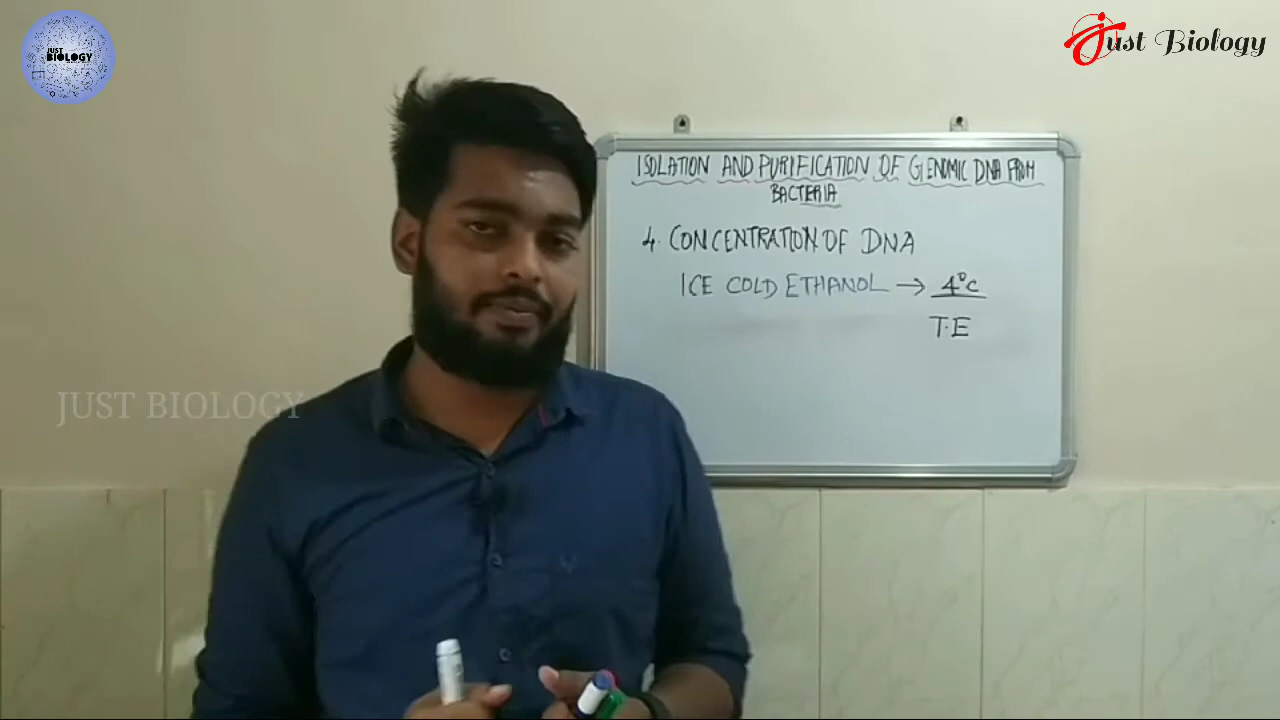 JUST
BIOLOGY
Just Biology
ISOLATION AND PURIFICATION OF GENOMIC DNA FROM
BACTERIA
4. CONCENTRATION OF DNA
ICE COLD ETHANOL → 4°C
T.E
JUST BIOLOGY